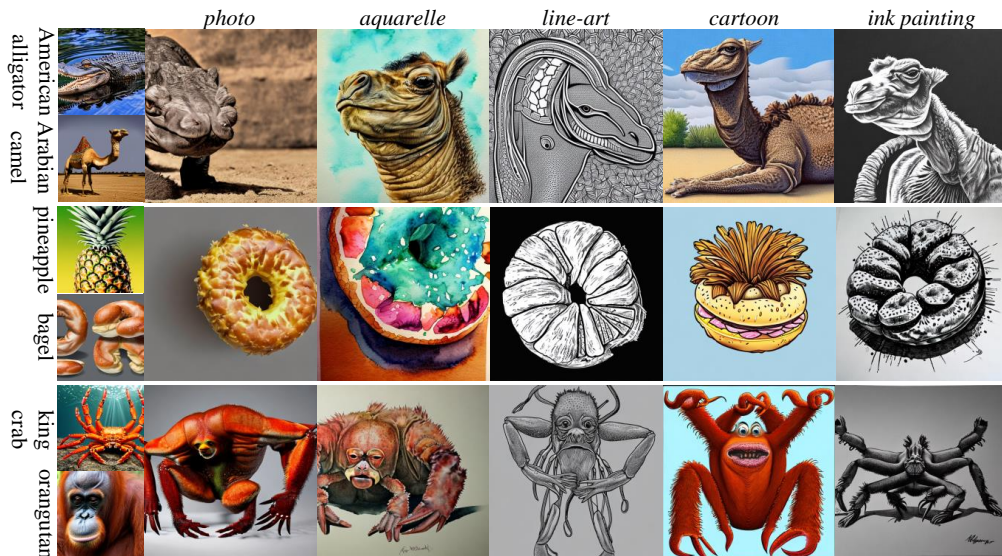 photo aquarelle line-art cartoon ink painting
American
alligator
Arabian
camel
pineapple
bagel
king
crab
orangutan